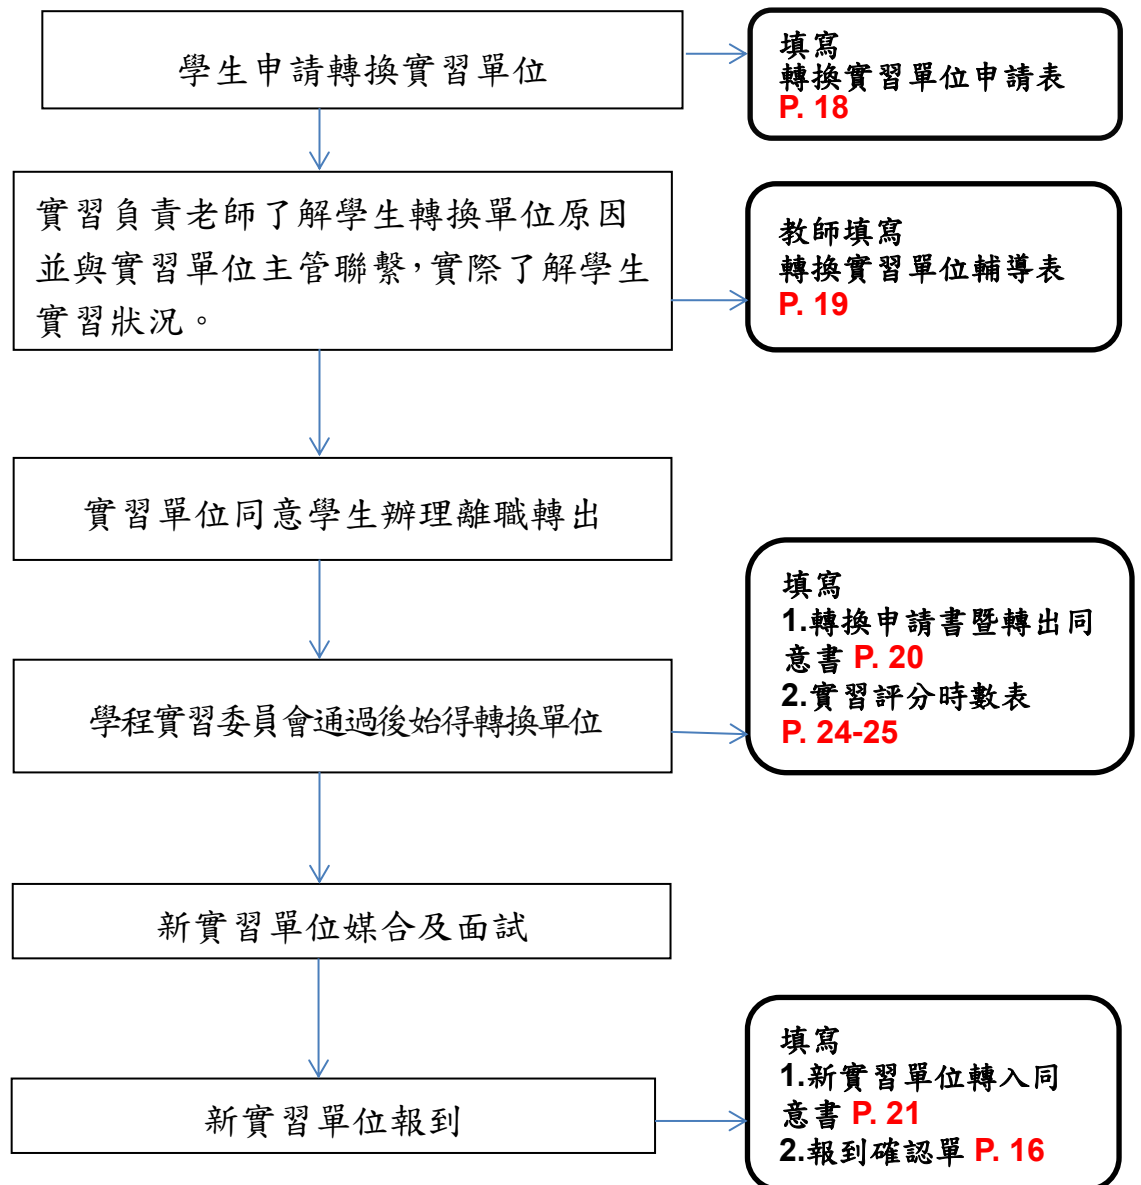 學生申請轉換實習單位
填寫
轉換實習單位申請表
P. 18
實習負責老師了解學生轉換單位原因
並與實習單位主管聯繫，實際了解學生
實習狀況。
教師填寫
轉換實習單位輔導表
P. 19
實習單位同意學生辦理離職轉出
學程實習委員會通過後始得轉換單位
填寫
1.轉換申請書暨轉出同
意書 P. 20
2.實習評分時數表
P. 24-25
新實習單位媒合及面試
新實習單位報到
填寫
1.新實習單位轉入同
意書 P. 21
2.報到確認單 P. 16